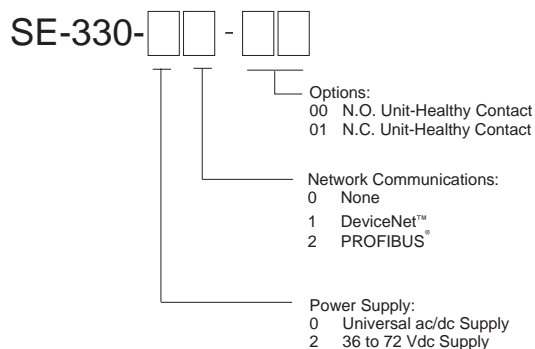 SE-330-  -
Options:
00 N.O. Unit-Healthy Contact
01 N.C. Unit-Healthy Contact
Network Communications:
0 None
1 DeviceNet™
2 PROFIBUS®
Power Supply:
0 Universal ac/dc Supply
2 36 to 72 Vdc Supply